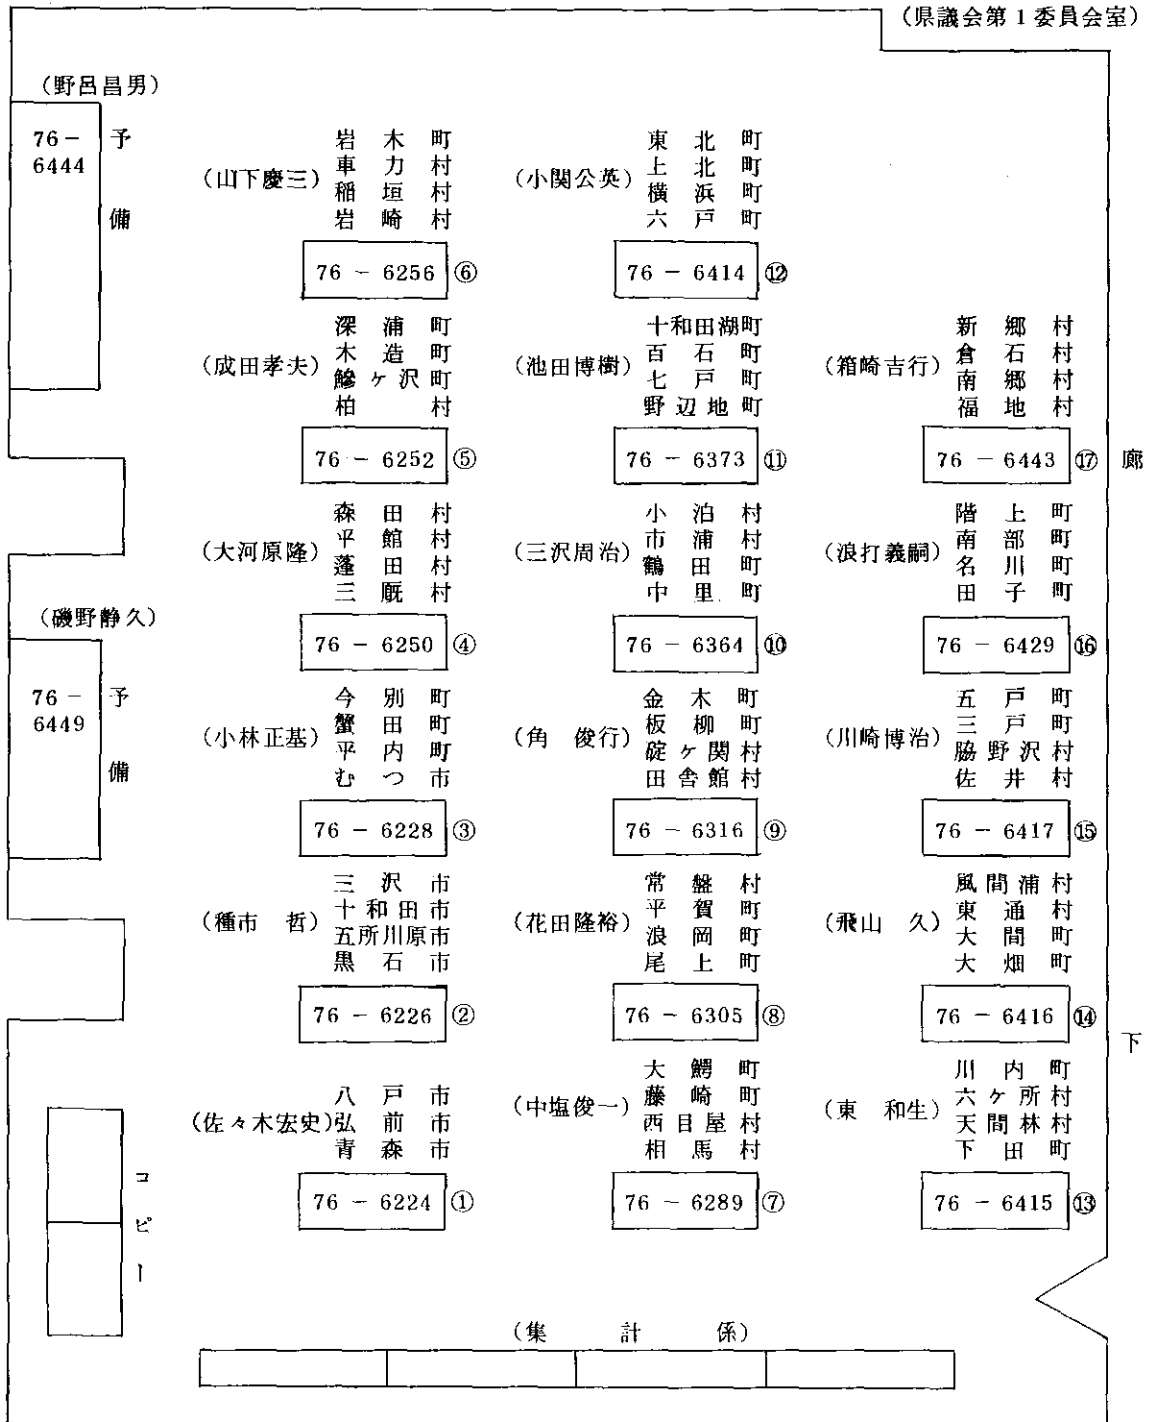 (県議会第1委員会室)
(野呂昌男)
76-
6444
予備
岩木町
車力村
(山下慶三)
稲垣村
岩崎村
76-6256 ⑥
東北町
上北町
(小関公英)
横浜町
六戸町
76-6414 ⑫
深浦町
木造町
(成田孝夫)
鰺ヶ沢町
柏村
76-6252 ⑤
十和田湖町
百石町
(池田博樹)
七戸町
野辺地町
76-6373 ⑪
新郷村
倉石村
(箱崎吉行)
南郷村
福地村
76-6443 ⑰
廊
森田村
平館村
(大河原隆)
蓬田村
三厩村
76-6250 ④
小泊村
市浦村
(三沢周治)
鶴田町
中里町
76-6364 ⑩
階上町
南部町
(浪打義嗣)
名川町
田子町
76-6429 ⑯
(磯野静久)
76-
6449
予備
今別町
蟹田町
(小林正基)
平内町
むつ市
76-6228 ③
金木町
板柳町
(角 俊行)
碇ヶ関村
田舎館村
76-6316 ⑨
五戸町
三戸町
(川崎博治)
脇野沢村
佐井村
76-6417 ⑮
三沢市
十和田市
(種市 哲)
五所川原市
黒石市
76-6226 ②
常盤村
平賀町
(花田隆裕)
浪岡町
尾上町
76-6305 ⑧
風間浦村
東通村
(飛山 久)
大間町
大畑町
76-6416 ⑭
下
八戸市
(佐々木宏史)
弘前市
青森市
76-6224 ①
大鰐町
藤崎町
(中塩俊一)
西目屋村
相馬村
76-6289 ⑦
川内町
六ケ所村
(東 和生)
天間林村
下田町
76-6415 ⑬
コピー
(集計係)